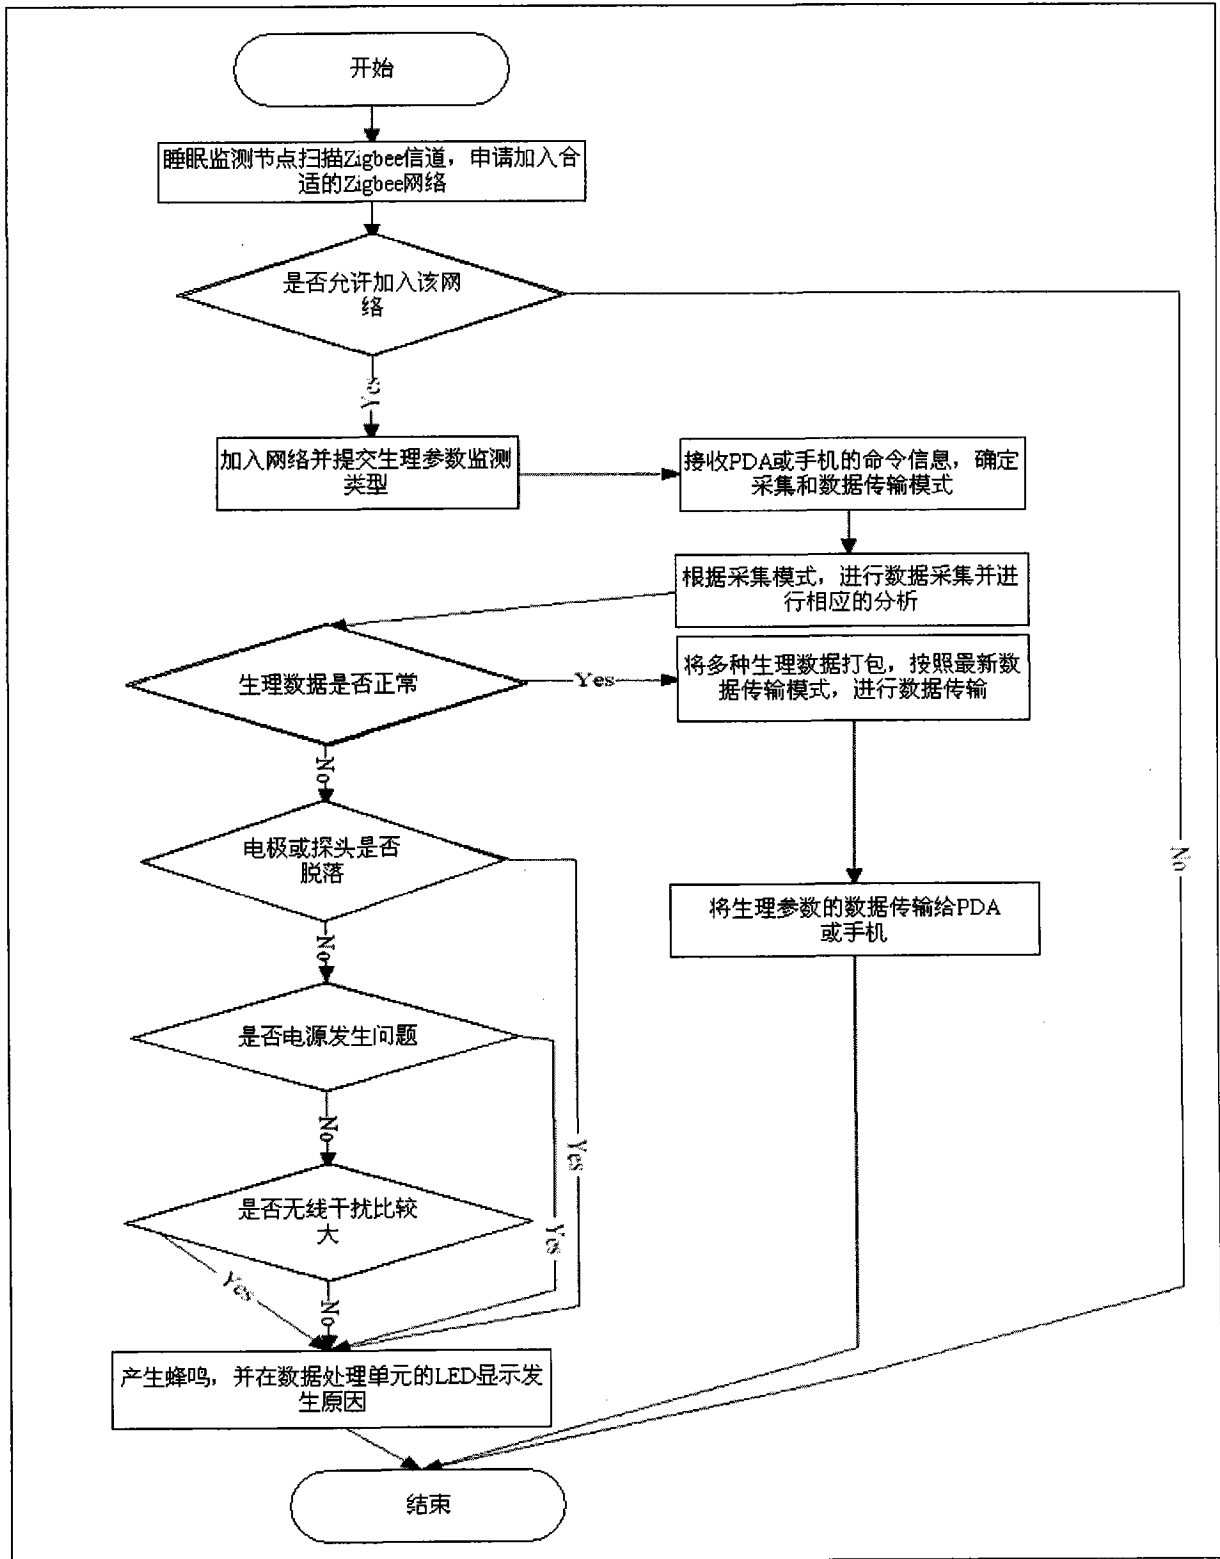 开始
睡眠监测节点扫描Zigbee信道，申请加入合
适的Zigbee网络
是否允许加入该网
络
Yes
加入网络并提交生理参数监测
类型
接收PDA或手机的命令信息，确定
采集和数据传输模式
根据采集模式，进行数据采集并进
行相应的分析
生理数据是否正常
Yes
将多种生理数据打包，按照最新数
据传输模式，进行数据传输
No
电极或探头是否
脱落
No
No
将生理参数的数据传输给PDA
或手机
No
是否电源发生问题
No
Yes
是否无线干扰比较
大
Yes
Yes
No
产生蜂鸣，并在数据处理单元的LED显示发
生原因
结束